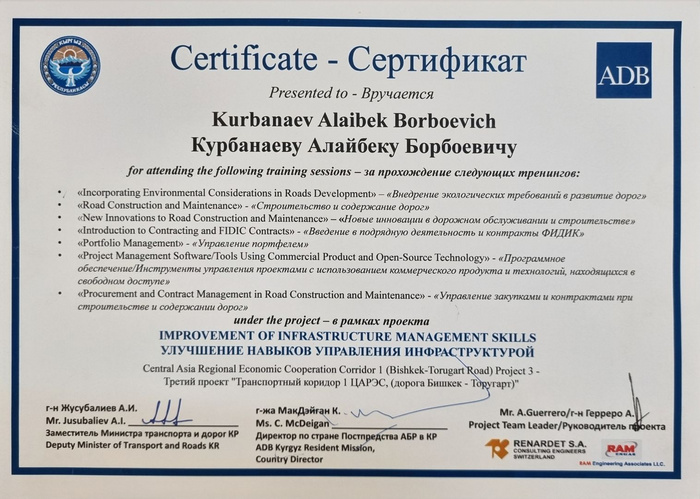 КЫРГЫЗ
РЕСПУБЛИКАСЫ
Certificate - Сертификат
ADB
Presented to - Вручается
Kurbanaev Alaibek Borboevich
Курбанаеву Алайбеку Борбоевичу
for attending the following training sessions – за прохождение следующих тренингов:
• «Incorporating Environmental Considerations in Roads Development» – «Внедрение экологических требований в развитие дорог»
• «Road Construction and Maintenance» - «Строительство и содержание дорог»
• «New Innovations to Road Construction and Maintenance» – «Новые инновации в дорожном обслуживании и строительстве»
• «Introduction to Contracting and FIDIC Contracts» - «Введение в подрядную деятельность и контракты ФИДИК»
• «Portfolio Management» - «Управление портфелем»
• «Project Management Software/Tools Using Commercial Product and Open-Source Technology» - «Программное
обеспечение/Инструменты управления проектами с использованием коммерческого продукта и технологий, находящихся в
свободном доступе»
• «Procurement and Contract Management in Road Construction and Maintenance» - «Управление закупками и контрактами при
строительстве и содержании дорог»
under the project – в рамках проекта
IMPROVEMENT OF INFRASTRUCTURE MANAGEMENT SKILLS
УЛУЧШЕНИЕ НАВЫКОВ УПРАВЛЕНИЯ ИНФРАСТРУКТУРОЙ
Central Asia Regional Economic Cooperation Corridor 1 (Bishkek-Torugart Road) Project 3 -
Третий проект "Транспортный коридор 1 ЦАРЭС, (дорога Бишкек - Торугарт)"
г-н Жусубалиев А.И.
Mr. Jusubaliev A.I.
Заместитель Министра транспорта и дорог КР
Deputy Minister of Transport and Roads KR
г-жа МакДэйган К.
Ms. C. McDeigan
Директор по стране Постпредства АБР в КР
ADB Kyrgyz Resident Mission,
Country Director
Mr. A.Guerrero/г-н Герреро А.
Project Team Leader/Руководитель проекта
RENARDET S.A.
CONSULTING ENGINEERS
SWITZERLAND
RAM
RAM Engineering Associates LLC.